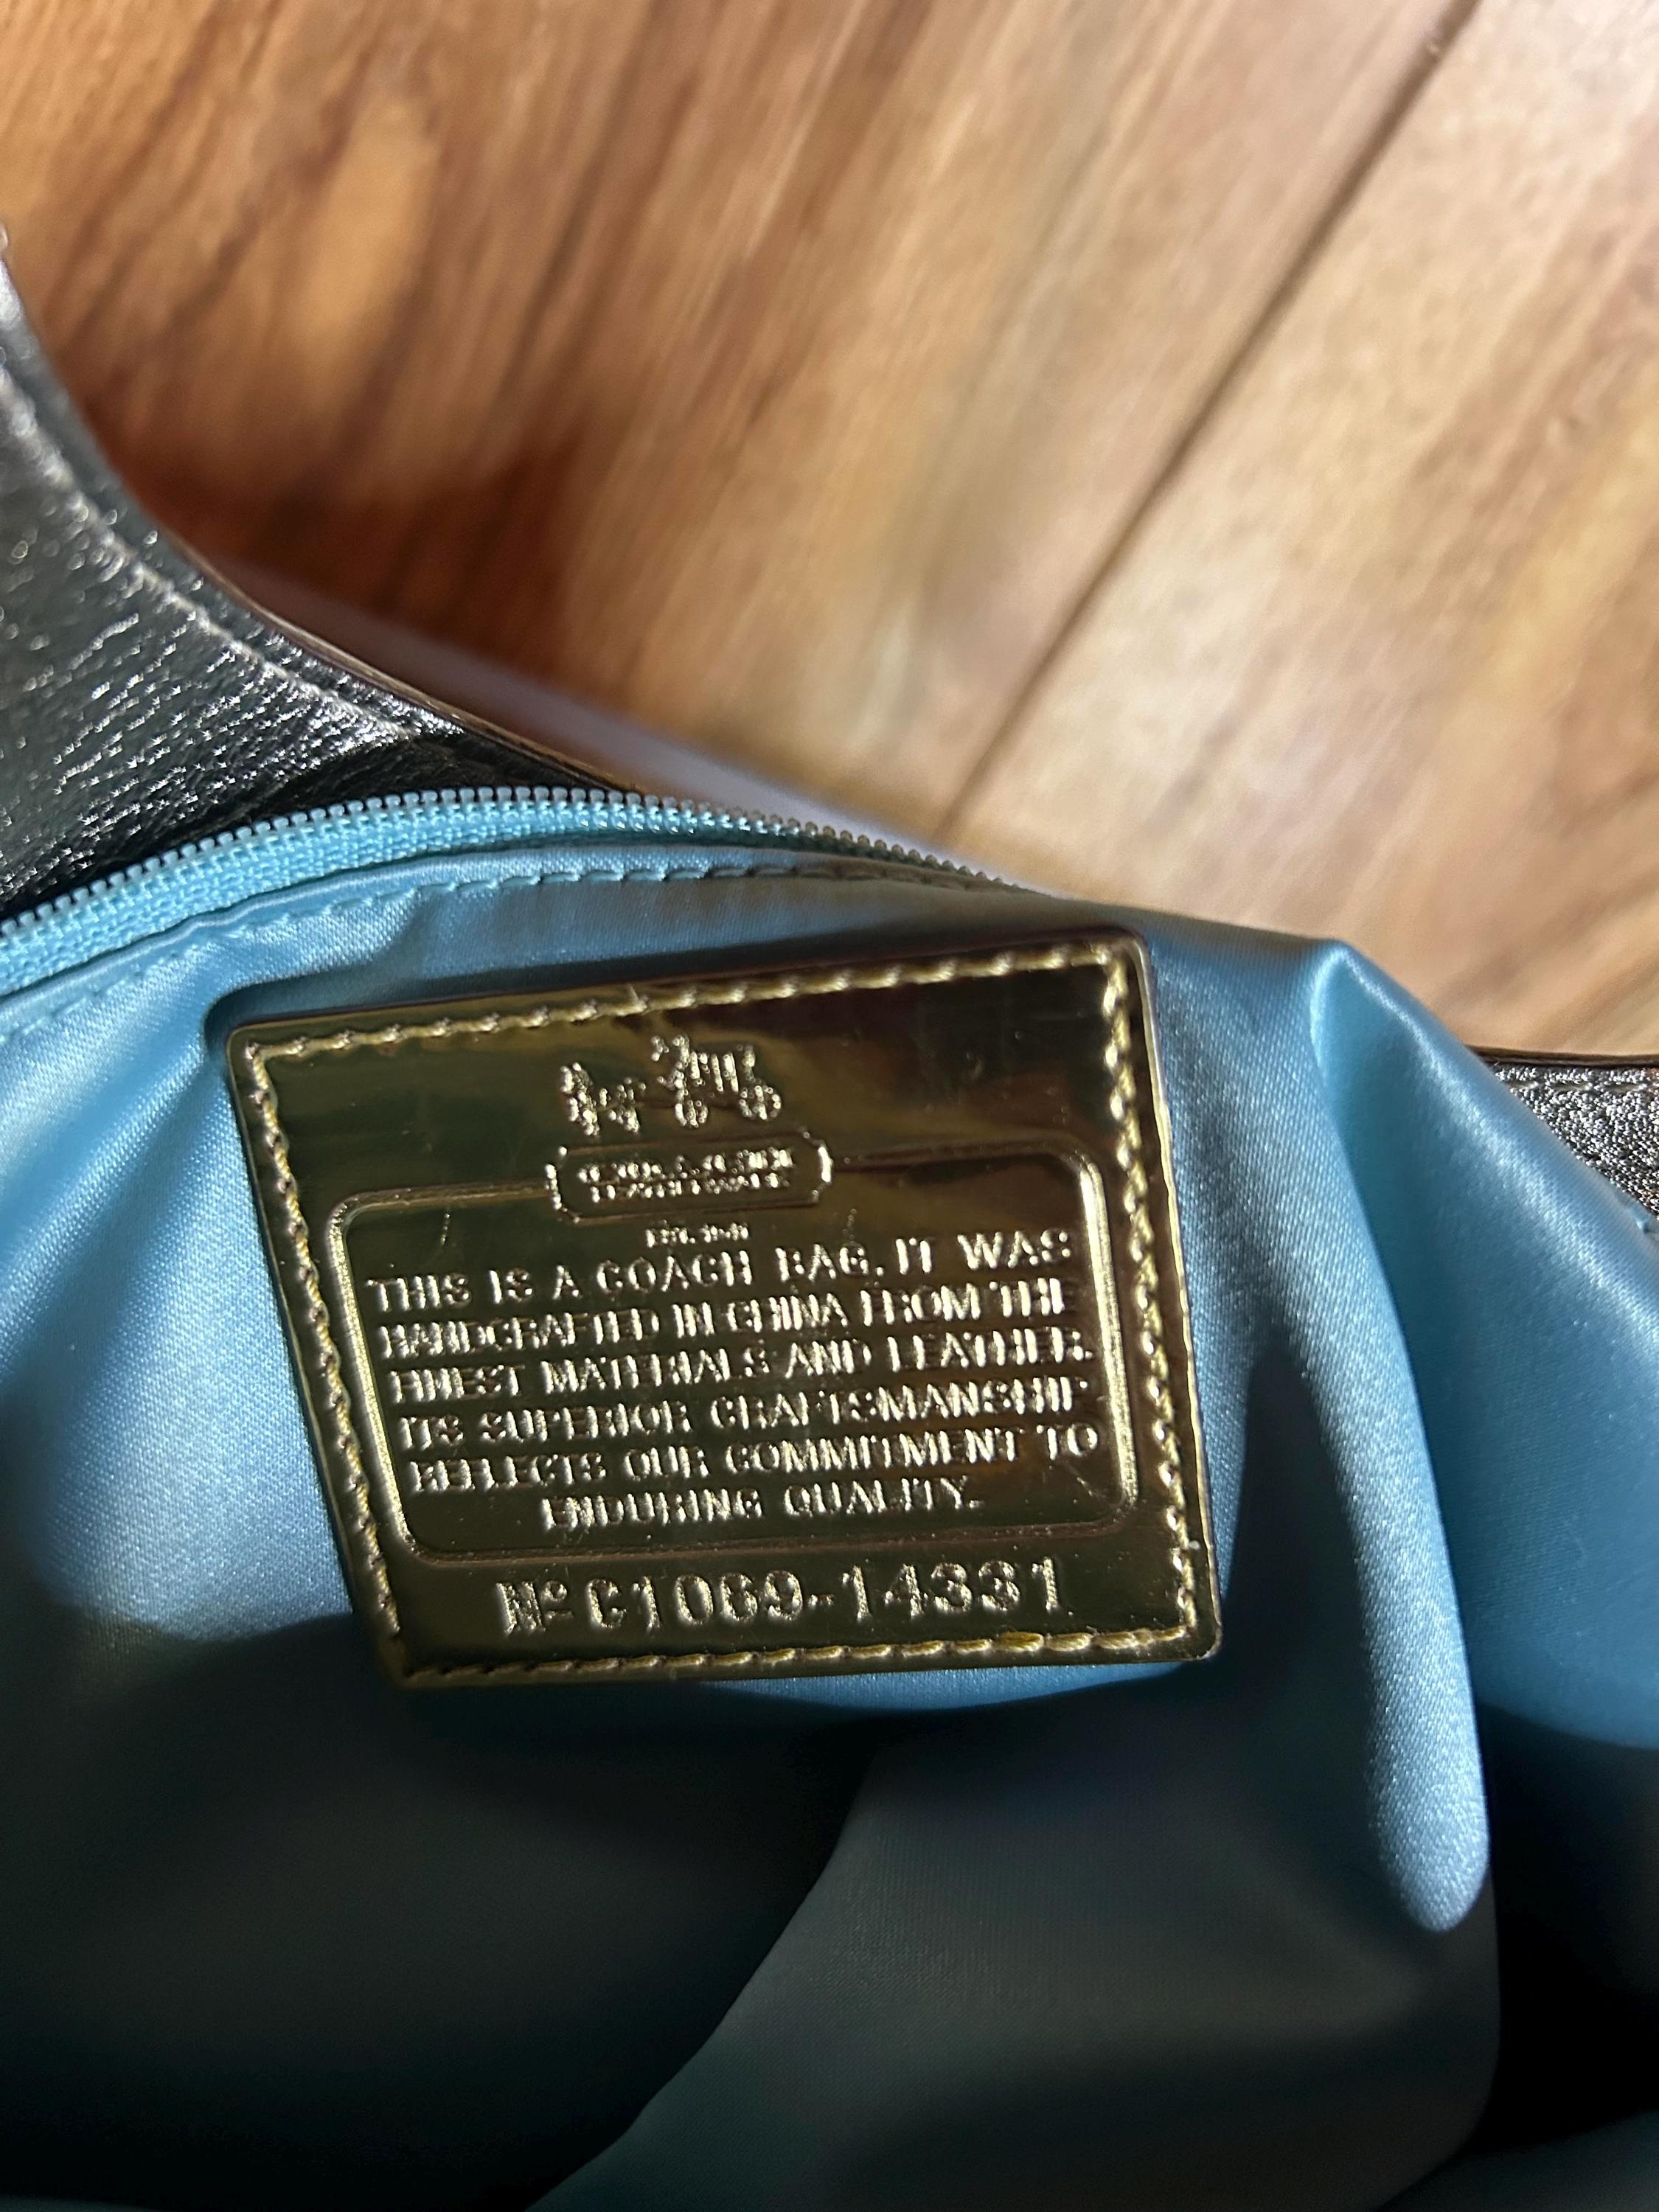 THIS IS A COACH BAG. IT WAS
HANDCRAFTED IN CHINA FROM THE
FINEST MATERIALS AND LEATHER.
ITS SUPERIOR CRAFTSMANSHIP
REFLECTS OUR COMMITMENT TO
ENDURING QUALITY.
Nº C1069-14331